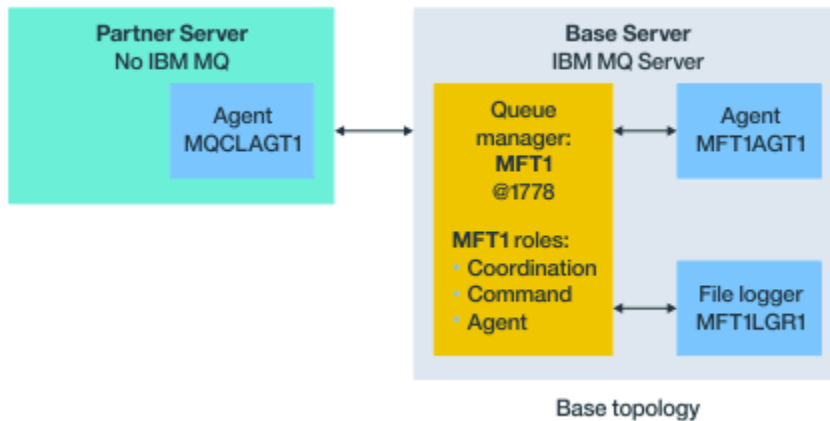 Partner Server
No IBM MQ
Agent
MQCLAGT1
Base Server
IBM MQ Server
Queue
manager:
MFT1
@1778
MFT1 roles:
• Coordination
• Command
• Agent
Agent
MFT1AGT1
File logger
MFT1LGR1
Base topology